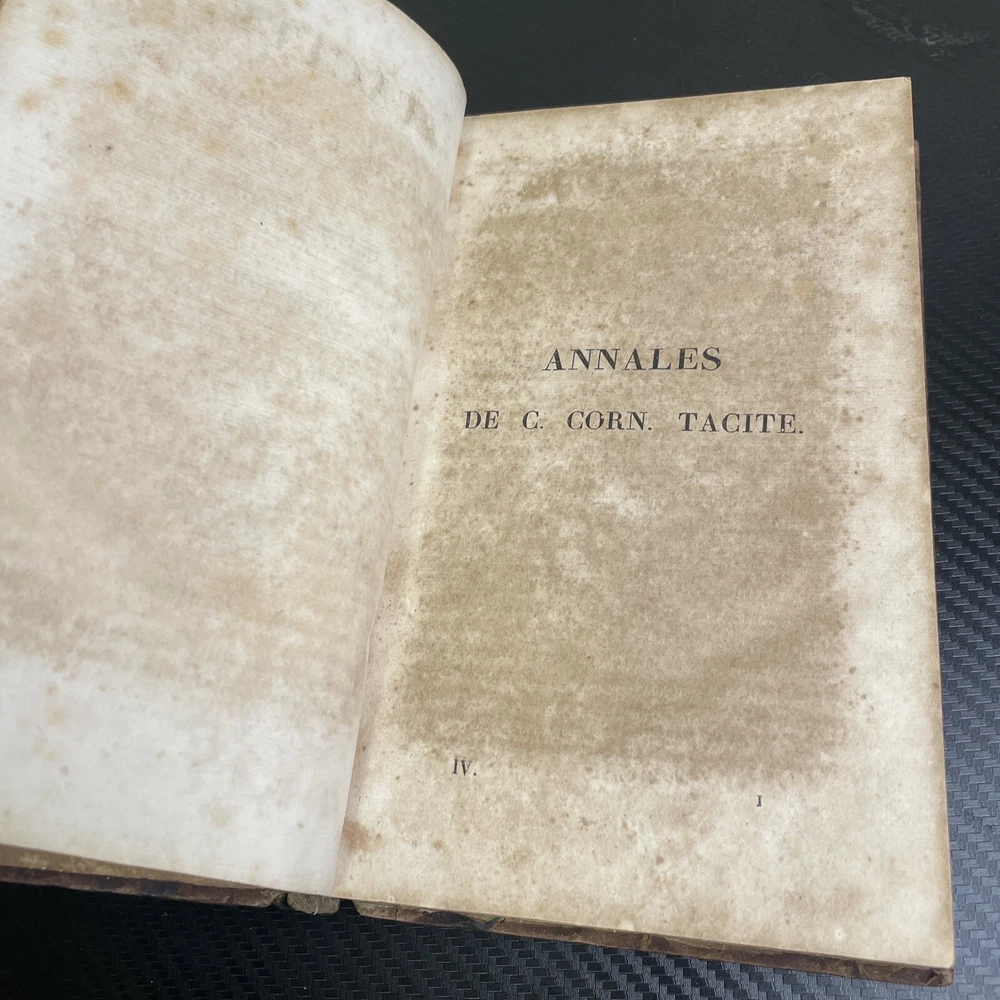 ANNALES
DE C. CORN. TACITE.
IV.
I